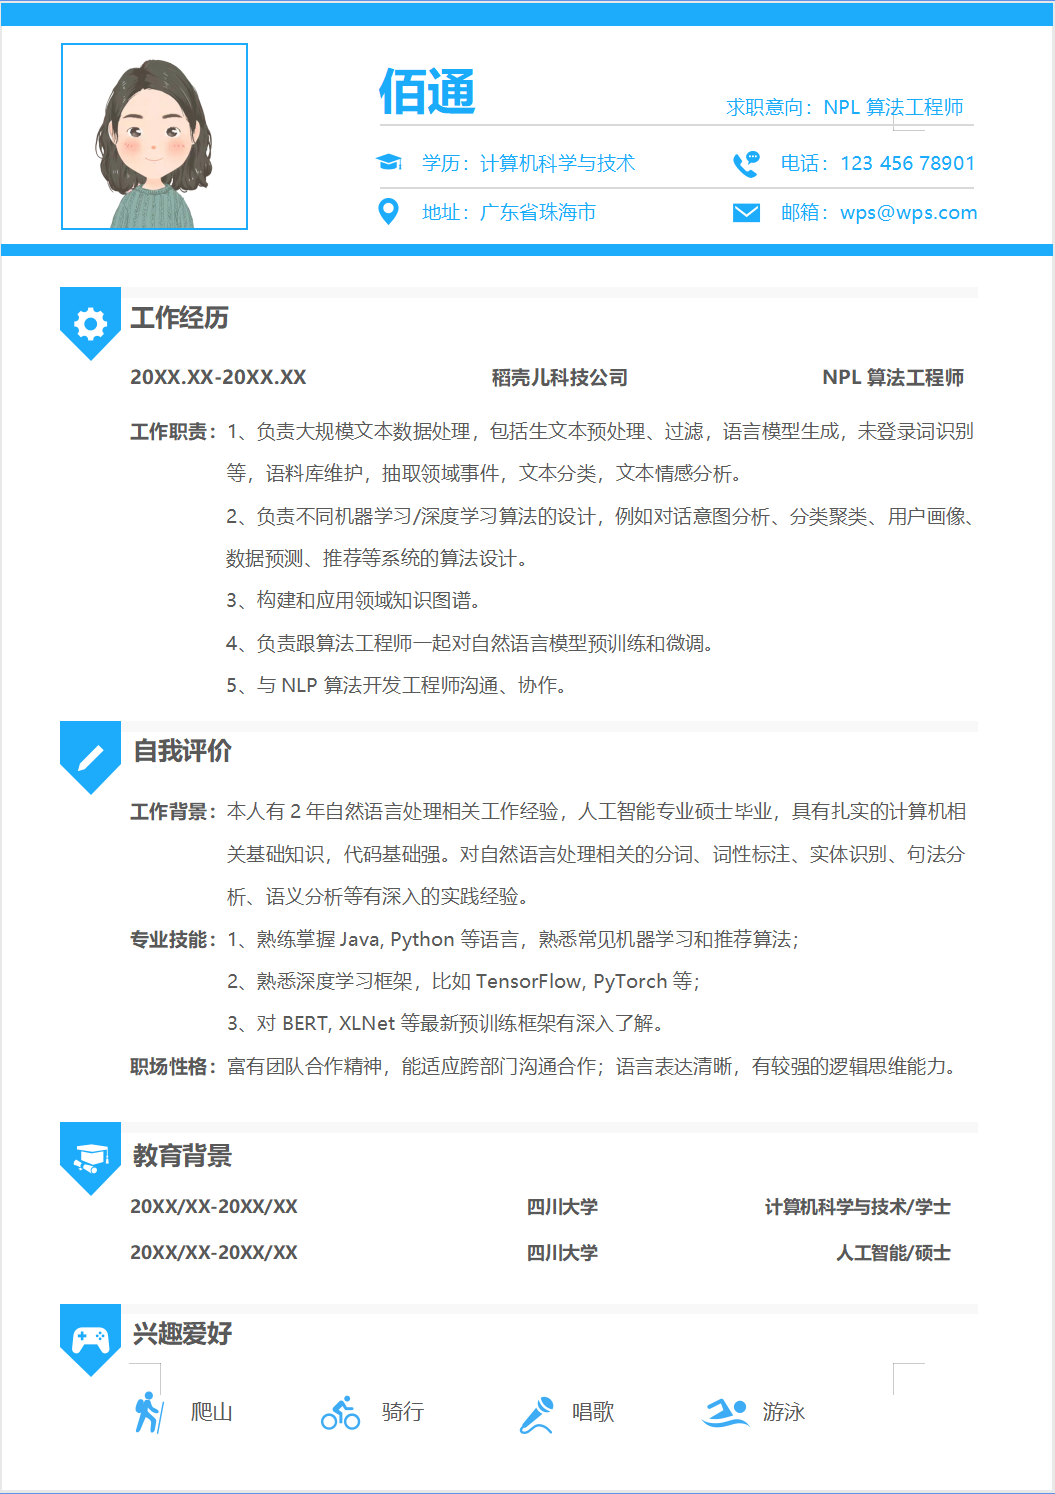 佰通
求职意向：NPL 算法工程师
学历：计算机科学与技术
电话：123 456 78901
地址：广东省珠海市
邮箱：wps@wps.com
工作经历
20XX.XX-20XX.XX 稻壳儿科技公司 NPL 算法工程师
工作职责：1、负责大规模文本数据处理，包括生文本预处理、过滤，语言模型生成，未登录词识别
等，语料库维护，抽取领域事件，文本分类，文本情感分析。
2、负责不同机器学习/深度学习算法的设计，例如对话意图分析、分类聚类、用户画像、
数据预测、推荐等系统的算法设计。
3、构建和应用领域知识图谱。
4、负责跟算法工程师一起对自然语言模型预训练和微调。
5、与 NLP 算法开发工程师沟通、协作。
自我评价
工作背景：本人有 2 年自然语言处理相关工作经验，人工智能专业硕士毕业，具有扎实的计算机相
关基础知识，代码基础强。对自然语言处理相关的分词、词性标注、实体识别、句法分
析、语义分析等有深入的实践经验。
专业技能：1、熟练掌握 Java, Python 等语言，熟悉常见机器学习和推荐算法；
2、熟悉深度学习框架，比如 TensorFlow, PyTorch 等；
3、对 BERT, XLNet 等最新预训练框架有深入了解。
职场性格：富有团队合作精神，能适应跨部门沟通合作；语言表达清晰，有较强的逻辑思维能力。
教育背景
20XX/XX-20XX/XX 四川大学 计算机科学与技术/学士
20XX/XX-20XX/XX 四川大学 人工智能/硕士
兴趣爱好
爬山 骑行 唱歌 游泳